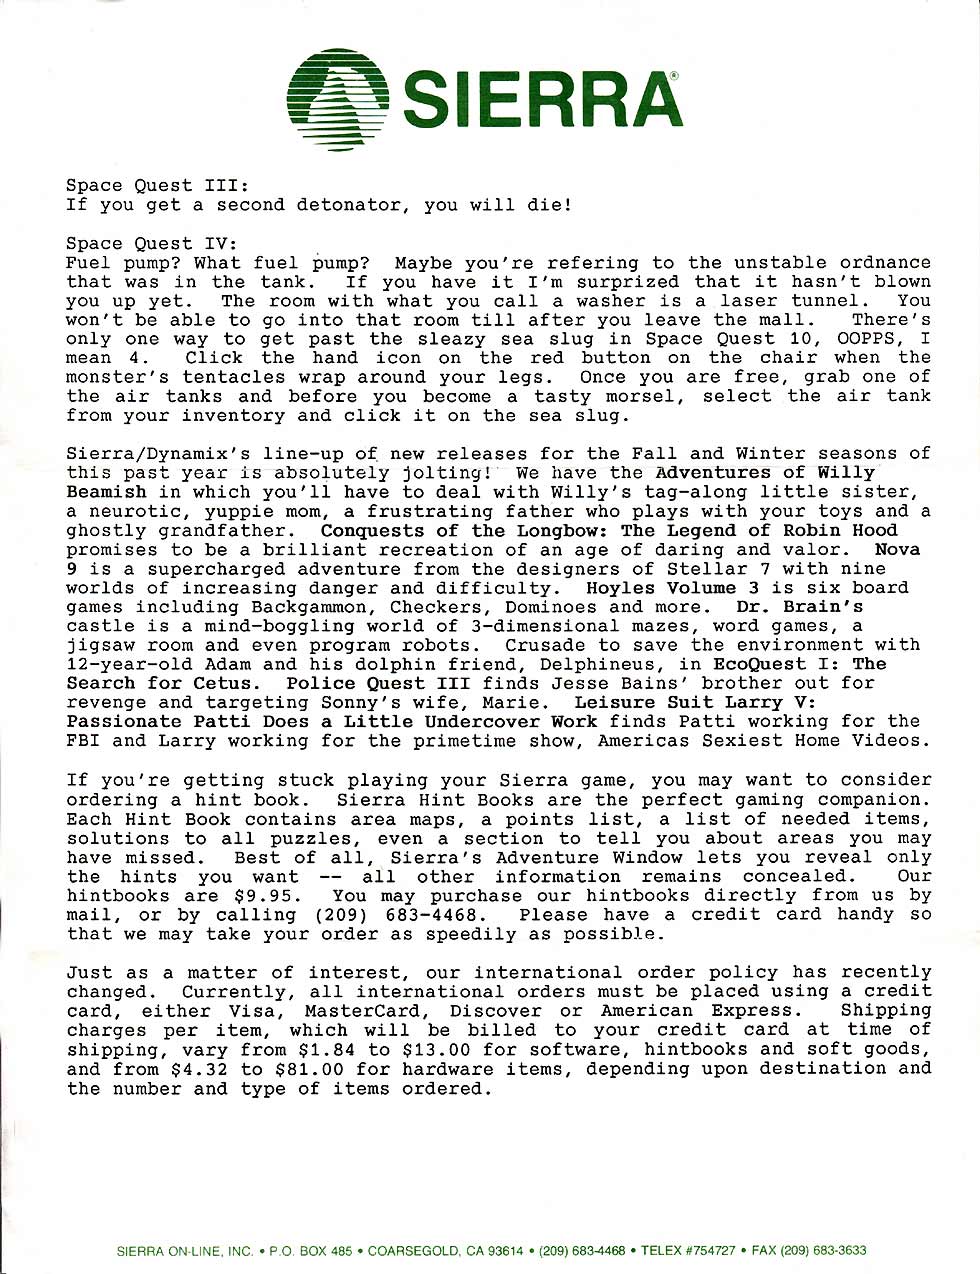 SIERRA®
Space Quest III:
If you get a second detonator, you will die!
Space Quest IV:
Fuel pump? What fuel pump? Maybe you're refering to the unstable ordnance
that was in the tank. If you have it I'm surprized that it hasn't blown
you up yet. The room with what you call a washer is a laser tunnel. You
won't be able to go into that room till after you leave the mall. There's
only one way to get past the sleazy sea slug in Space Quest 10, OOPPS, I
mean 4. Click the hand icon on the red button on the chair when the
monster's tentacles wrap around your legs. Once you are free, grab one of
the air tanks and before you become a tasty morsel, select the air tank
from your inventory and click it on the sea slug.
Sierra/Dynamix's line-up of new releases for the Fall and Winter seasons of
this past year is absolutely jolting! We have the Adventures of Willy
Beamish in which you'll have to deal with Willy's tag-along little sister,
a neurotic, yuppie mom, a frustrating father who plays with your toys and a
ghostly grandfather. Conquests of the Longbow: The Legend of Robin Hood
promises to be a brilliant recreation of an age of daring and valor. Nova
9 is a supercharged adventure from the designers of Stellar 7 with nine
worlds of increasing danger and difficulty. Hoyles Volume 3 is six board
games including Backgammon, Checkers, Dominoes and more. Dr. Brain's
castle is a mind-boggling world of 3-dimensional mazes, word games, a
jigsaw room and even program robots. Crusade to save the environment with
12-year-old Adam and his dolphin friend, Delphineus, in EcoQuest I: The
Search for Cetus. Police Quest III finds Jesse Bains' brother out for
revenge and targeting Sonny's wife, Marie. Leisure Suit Larry V:
Passionate Patti Does a Little Undercover Work finds Patti working for the
FBI and Larry working for the primetime show, Americas Sexiest Home Videos.
If you're getting stuck playing your Sierra game, you may want to consider
ordering a hint book. Sierra Hint Books are the perfect gaming companion.
Each Hint Book contains area maps, a points list, a list of needed items,
solutions to all puzzles, even a section to tell you about areas you may
have missed. Best of all, Sierra's Adventure Window lets you reveal only
the hints you want -- all other information remains concealed. Our
hintbooks are $9.95. You may purchase our hintbooks directly from us by
mail, or by calling (209) 683-4468. Please have a credit card handy so
that we may take your order as speedily as possible.
Just as a matter of interest, our international order policy has recently
changed. Currently, all international orders must be placed using a credit
card, either Visa, MasterCard, Discover or American Express. Shipping
charges per item, which will be billed to your credit card at time of
shipping, vary from $1.84 to $13.00 for software, hintbooks and soft goods,
and from $4.32 to $81.00 for hardware items, depending upon destination and
the number and type of items ordered.
SIERRA ON-LINE, INC. • P.O. BOX 485 • COARSEGOLD, CA 93614 • (209) 683-4468 • TELEX #754727 • FAX (209) 683-3633